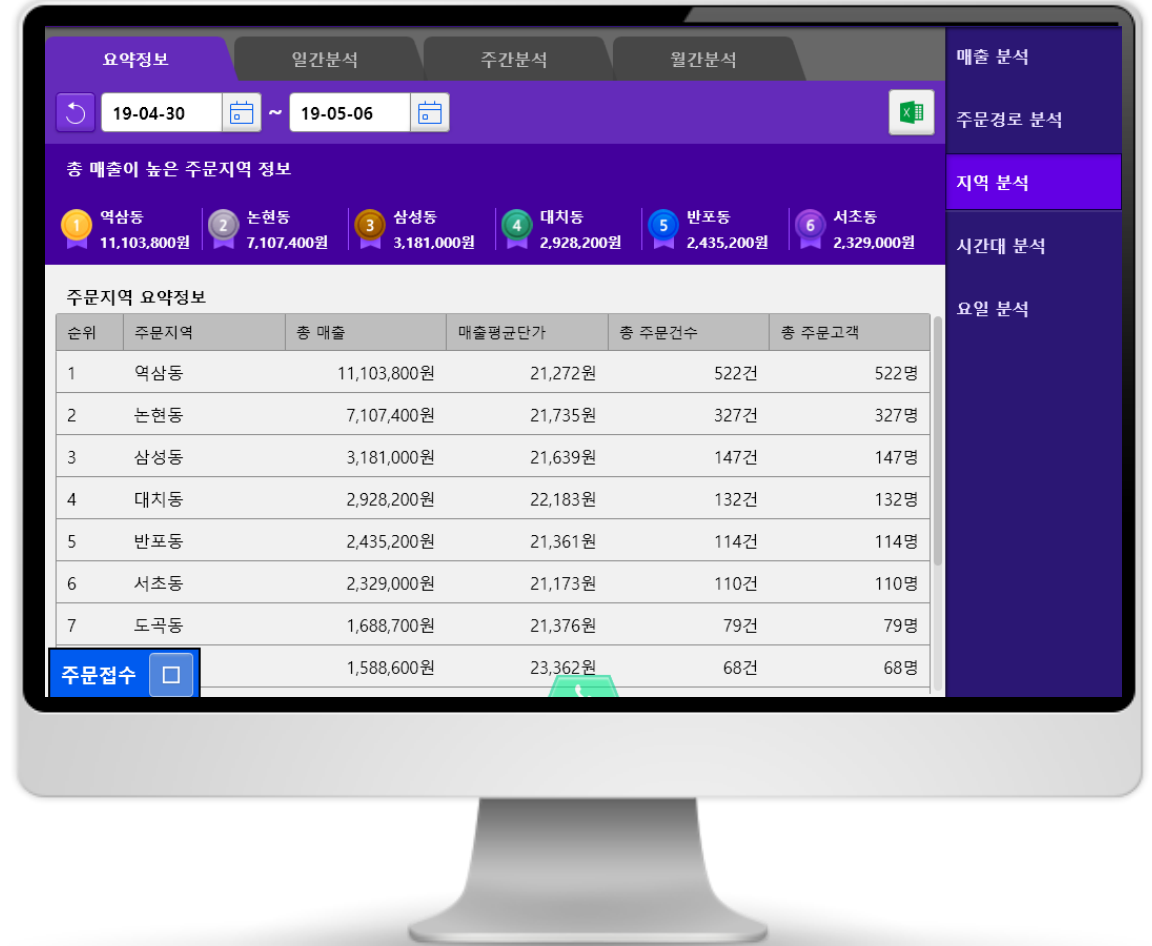 요약정보 일간분석 주간분석 월간분석
19-04-30 ~ 19-05-06
총 매출이 높은 주문지역 정보
1 역삼동 11,103,800원
2 논현동 7,107,400원
3 삼성동 3,181,000원
4 대치동 2,928,200원
5 반포동 2,435,200원
6 서초동 2,329,000원
주문지역 요약정보
순위 주문지역 총 매출 매출평균단가 총 주문건수 총 주문고객
1 역삼동 11,103,800원 21,272원 522건 522명
2 논현동 7,107,400원 21,735원 327건 327명
3 삼성동 3,181,000원 21,639원 147건 147명
4 대치동 2,928,200원 22,183원 132건 132명
5 반포동 2,435,200원 21,361원 114건 114명
6 서초동 2,329,000원 21,173원 110건 110명
7 도곡동 1,688,700원 21,376원 79건 79명
1,588,600원 23,362원 68건 68명
주문접수
매출 분석
주문경로 분석
지역 분석
시간대 분석
요일 분석